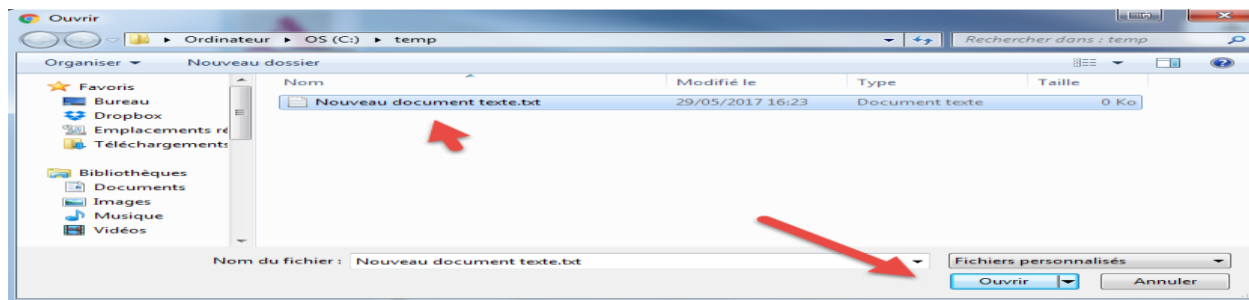 Ouvrir
Ordinateur ▸ OS (C:) ▸ temp
Rechercher dans : temp
Organiser Nouveau dossier
Nom Modifié le Type Taille
Nouveau document texte.txt 29/05/2017 16:23 Document texte 0 Ko
Favoris
Bureau
Dropbox
Emplacements ré
Téléchargements
Bibliothèques
Documents
Images
Musique
Vidéos
Nom du fichier : Nouveau document texte.txt
Fichiers personnalisés
Ouvrir Annuler